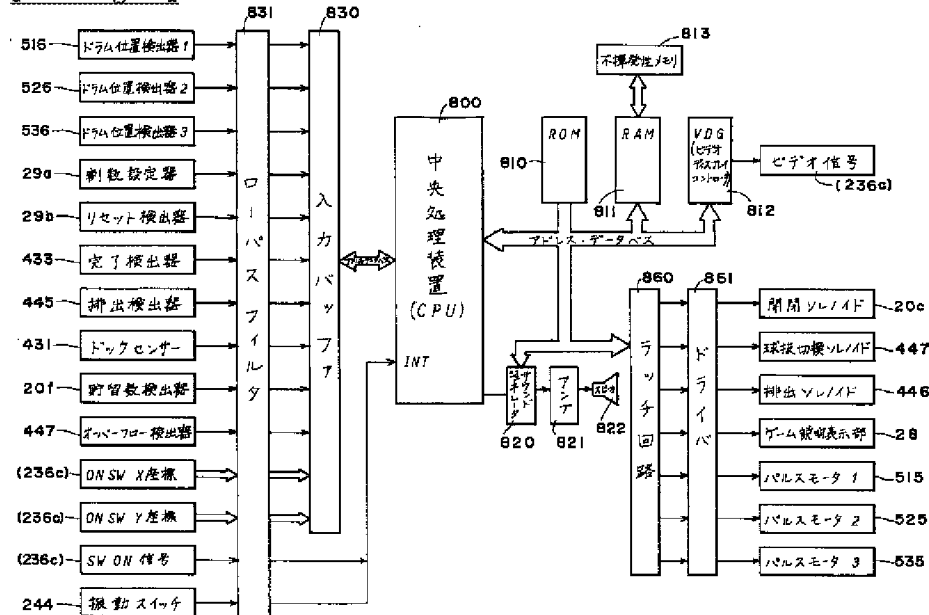 831
830
516
ドラム位置検出器1
526
ドラム位置検出器2
536
ドラム位置検出器3
29a
割数設定器
29b
リセット検出器
433
完了検出器
445
排出検出器
431
ドックセンサー
20f
貯留数検出器
447
オーバーフロー検出器
(236c)
ONSW X座標
(236c)
ONSW Y座標
(236c)
SW ON 信号
244
振動スイッチ
ローパスフィルタ
入力バッファ
800
中央処理装置
(CPU)
INT
813
不揮発性メモリ
ROM
810
RAM
811
VDG
(ビデオ
ディスプレイ
コントローラ)
812
ビデオ信号
(236c)
アドレス・データバス
サウンド
ジェネレータ
820
アンプ
821
822
860
861
ラッチ回路
ドライバ
開閉ソレノイド
20c
球抜切換ソレノイド
447
排出ソレノイド
446
ゲーム説明表示部
28
パルスモータ 1
515
パルスモータ 2
525
パルスモータ 3
535